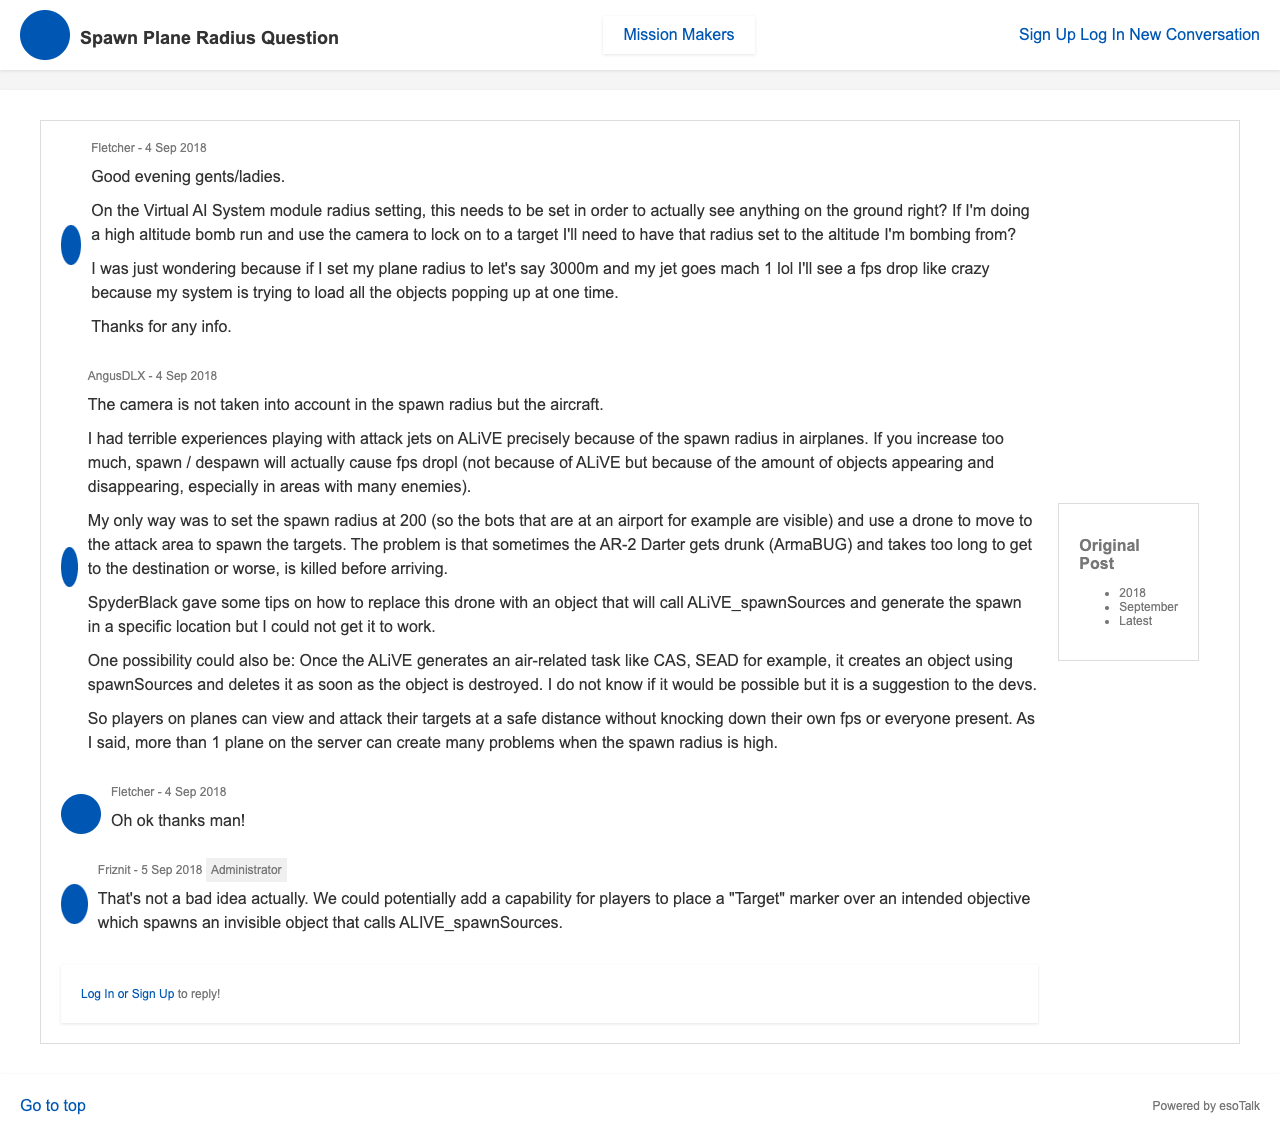 Spawn Plane Radius Question
Mission Makers
Sign Up Log In New Conversation
Fletcher - 4 Sep 2018
Good evening gents/ladies.
On the Virtual AI System module radius setting, this needs to be set in order to actually see anything on the ground right? If I'm doing
a high altitude bomb run and use the camera to lock on to a target I'll need to have that radius set to the altitude I'm bombing from?
I was just wondering because if I set my plane radius to let's say 3000m and my jet goes mach 1 lol I'll see a fps drop like crazy
because my system is trying to load all the objects popping up at one time.
Thanks for any info.
AngusDLX - 4 Sep 2018
The camera is not taken into account in the spawn radius but the aircraft.
I had terrible experiences playing with attack jets on ALiVE precisely because of the spawn radius in airplanes. If you increase too
much, spawn / despawn will actually cause fps dropl (not because of ALiVE but because of the amount of objects appearing and
disappearing, especially in areas with many enemies).
My only way was to set the spawn radius at 200 (so the bots that are at an airport for example are visible) and use a drone to move to
the attack area to spawn the targets. The problem is that sometimes the AR-2 Darter gets drunk (ArmaBUG) and takes too long to get
to the destination or worse, is killed before arriving.
SpyderBlack gave some tips on how to replace this drone with an object that will call ALiVE_spawnSources and generate the spawn
in a specific location but I could not get it to work.
One possibility could also be: Once the ALiVE generates an air-related task like CAS, SEAD for example, it creates an object using
spawnSources and deletes it as soon as the object is destroyed. I do not know if it would be possible but it is a suggestion to the devs.
So players on planes can view and attack their targets at a safe distance without knocking down their own fps or everyone present. As
I said, more than 1 plane on the server can create many problems when the spawn radius is high.
Fletcher - 4 Sep 2018
Oh ok thanks man!
Friznit - 5 Sep 2018 Administrator
That's not a bad idea actually. We could potentially add a capability for players to place a "Target" marker over an intended objective
which spawns an invisible object that calls ALIVE_spawnSources.
Log In or Sign Up to reply!
Original
Post
2018
September
Latest
Go to top
Powered by esoTalk